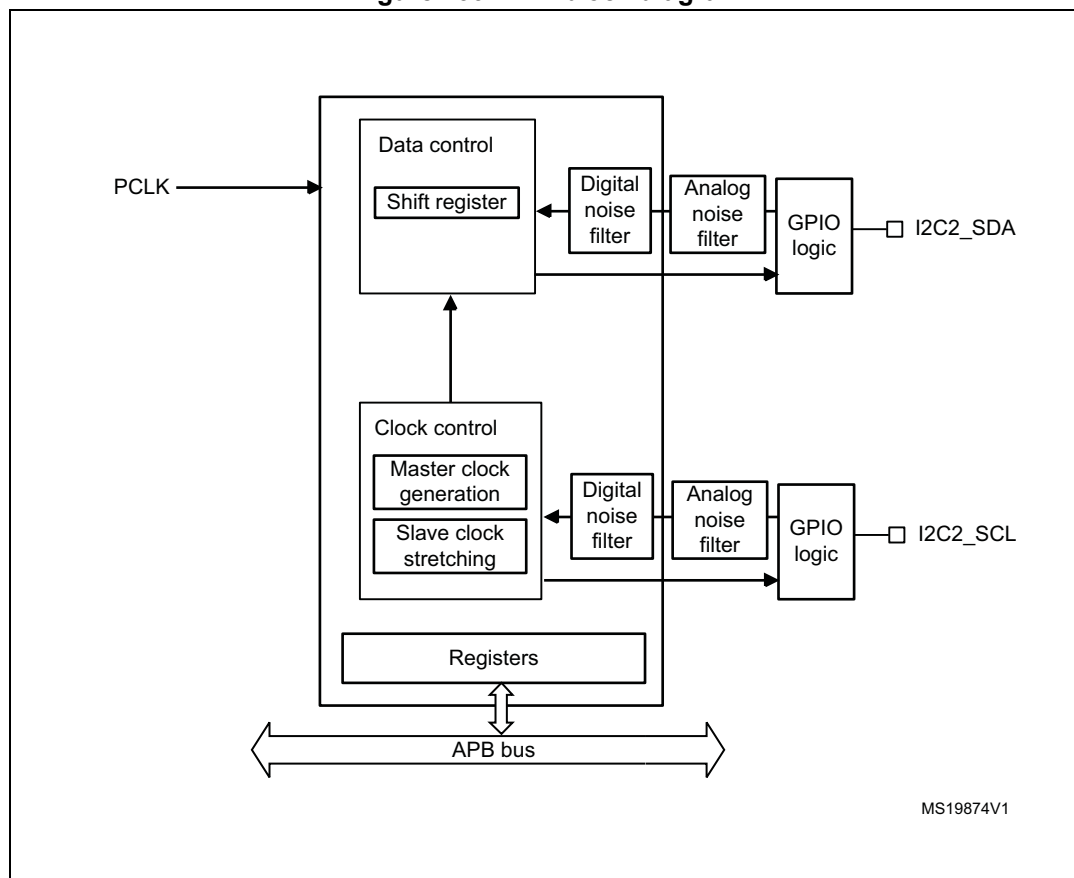 Data control
Shift register
PCLK
Digital
noise
filter
Analog
noise
filter
GPIO
logic
I2C2_SDA
Clock control
Master clock
generation
Slave clock
stretching
Digital
noise
filter
Analog
noise
filter
GPIO
logic
I2C2_SCL
Registers
APB bus
MS19874V1